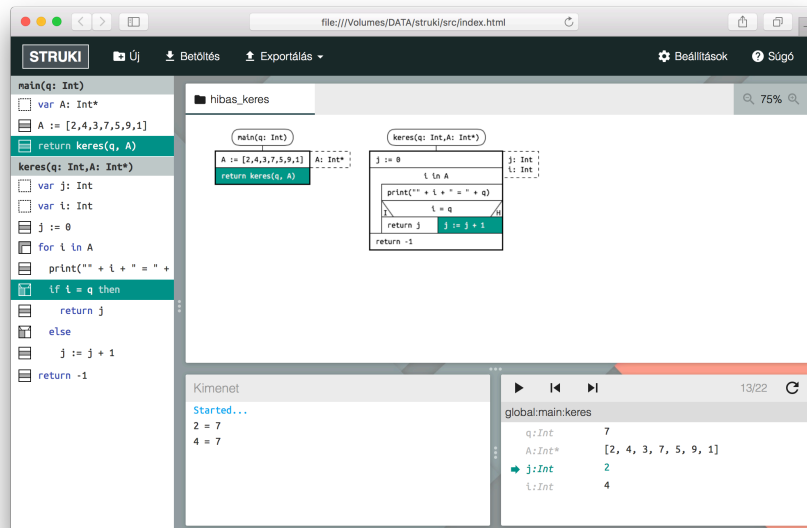 file:///Volumes/DATA/struki/src/index.html
STRUKI Új Betöltés Exportálás Beállítások Súgó
main(q: Int)
var A: Int*
A := [2,4,3,7,5,9,1]
return keres(q, A)
keres(q: Int,A: Int*)
var j: Int
var i: Int
j := 0
for i in A
print("" + i + " = " +
if i = q then
return j
else
j := j + 1
return -1
hibas_keres
75%
main(q: Int)
A := [2,4,3,7,5,9,1]
A: Int*
return keres(q, A)
keres(q: Int,A: Int*)
j := 0
j: Int
i: Int
i in A
print("" + i + " = " + q)
i = q
I
H
return j
j := j + 1
return -1
Kimenet
Started...
2 = 7
4 = 7
13/22
global:main:keres
q:Int 7
A:Int* [2, 4, 3, 7, 5, 9, 1]
j:Int 2
i:Int 4